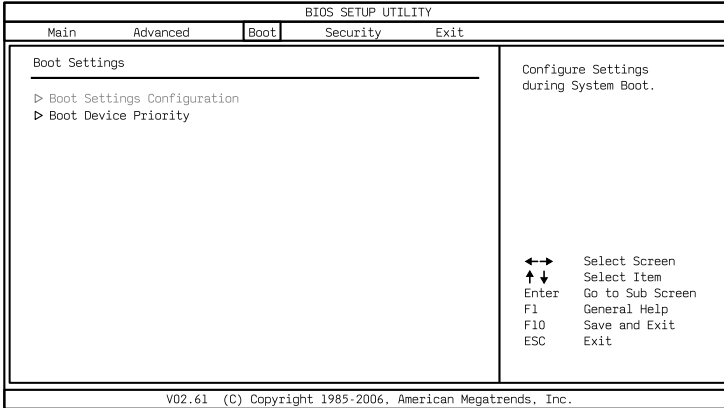 BIOS SETUP UTILITY
Main Advanced Boot Security Exit
Boot Settings
▷ Boot Settings Configuration
▷ Boot Device Priority
Configure Settings
during System Boot.
←→ Select Screen
↑↓ Select Item
Enter Go to Sub Screen
F1 General Help
F10 Save and Exit
ESC Exit
V02.61 (C) Copyright 1985-2006, American Megatrends, Inc.